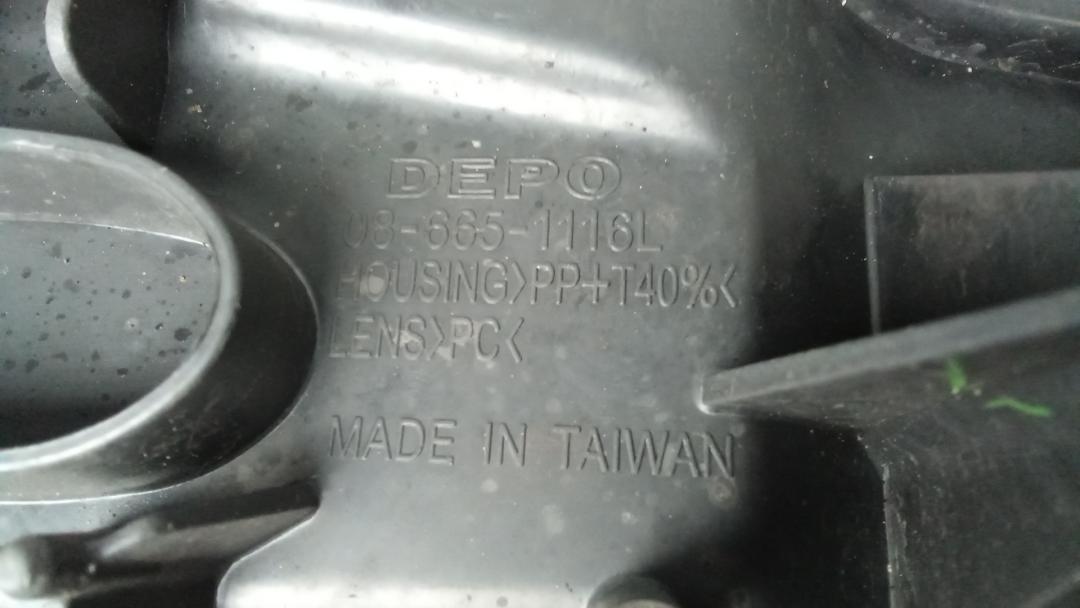 DEPO
08-665-1116L
HOUSING>PP+T40%<
LENS>PC<
MADE IN TAIWAN